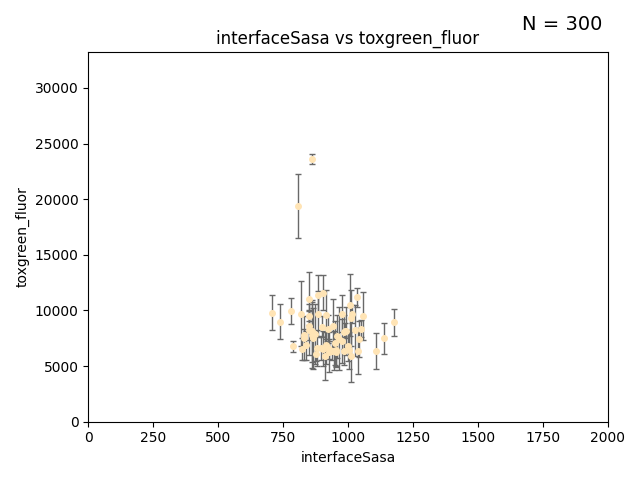 N = 300
interfaceSasa vs toxgreen_fluor
30000
25000
20000
15000
10000
5000
0
toxgreen_fluor
0 250 500 750 1000 1250 1500 1750 2000
interfaceSasa